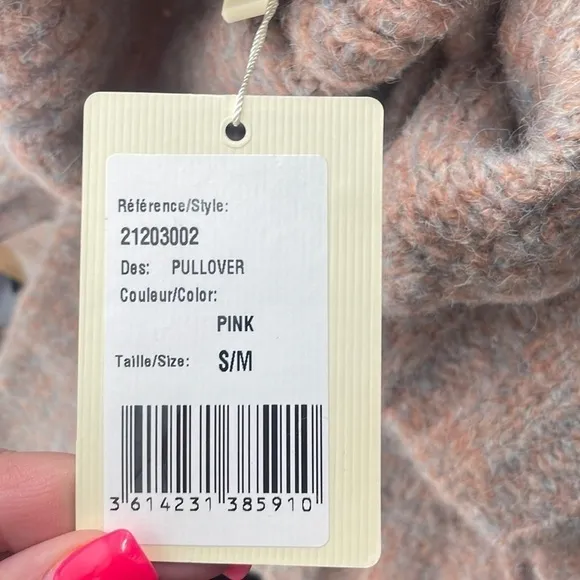 Référence/Style:
21203002
Des: PULLOVER
Couleur/Color:
PINK
Taille/Size: S/M
3 614231 385910